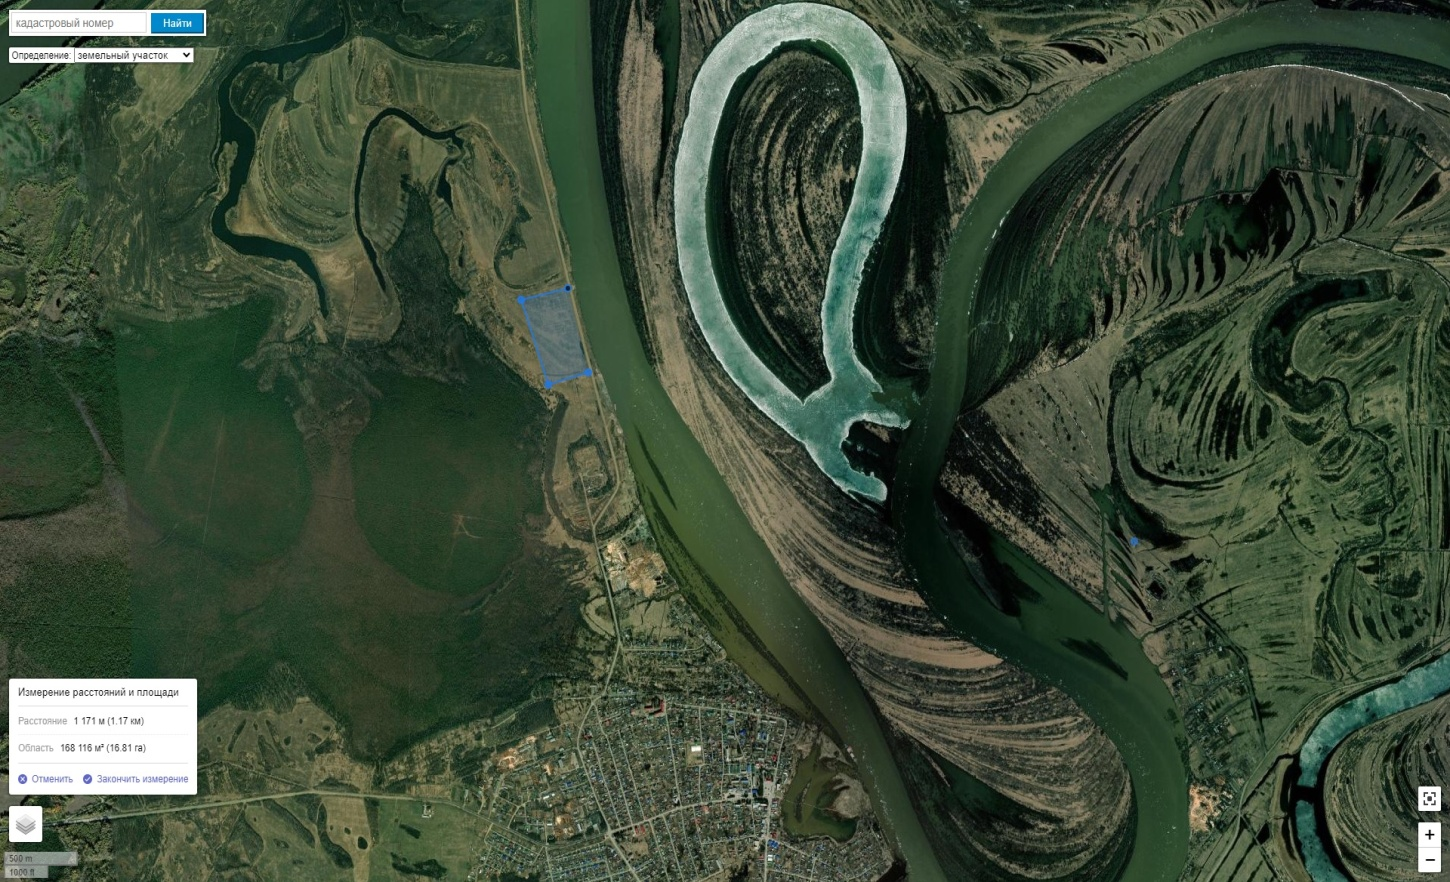 кадастровый номер Найти
Определение: земельный участок
Измерение расстояний и площади
Расстояние 1 171 м (1.17 км)
Область 168 116 м² (16.81 га)
Отменить Закончить измерение
500 m
1000 ft
+
−